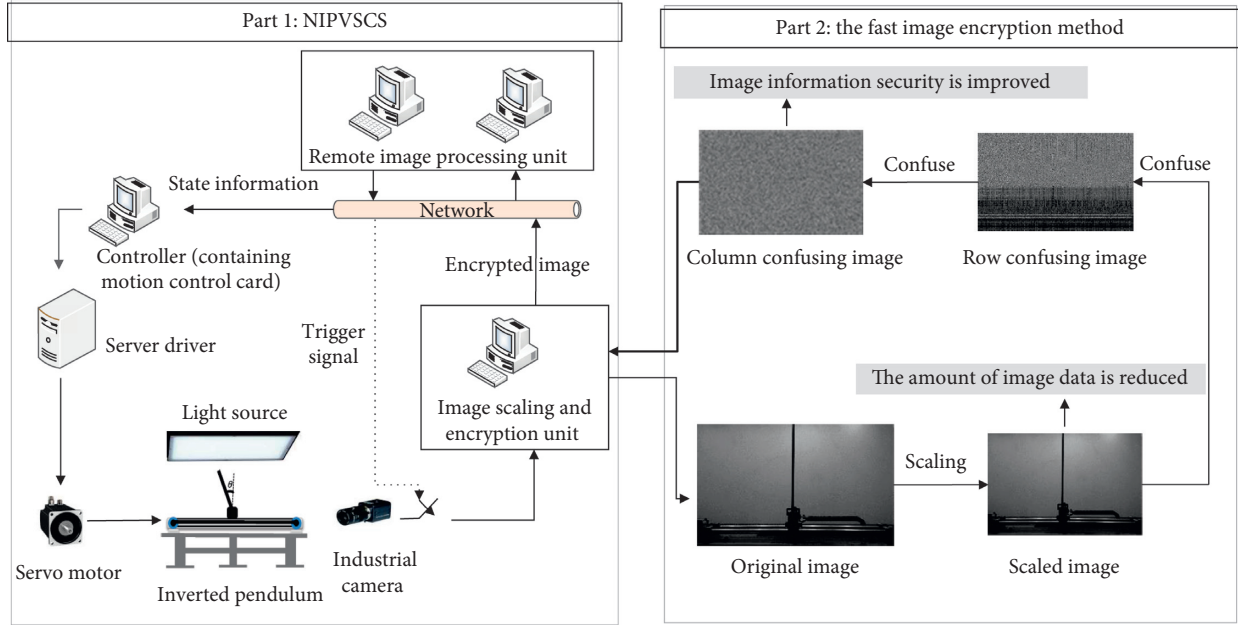 Part 1: NIPVSCS
Remote image processing unit
State information
Network
Controller (containing
motion control card)
Encrypted image
Server driver
Trigger
signal
Image scaling and
encryption unit
Light source
θ
Servo motor
Inverted pendulum
Industrial
camera
Part 2: the fast image encryption method
Image information security is improved
Confuse
Confuse
Column confusing image
Row confusing image
The amount of image data is reduced
Scaling
Original image
Scaled image